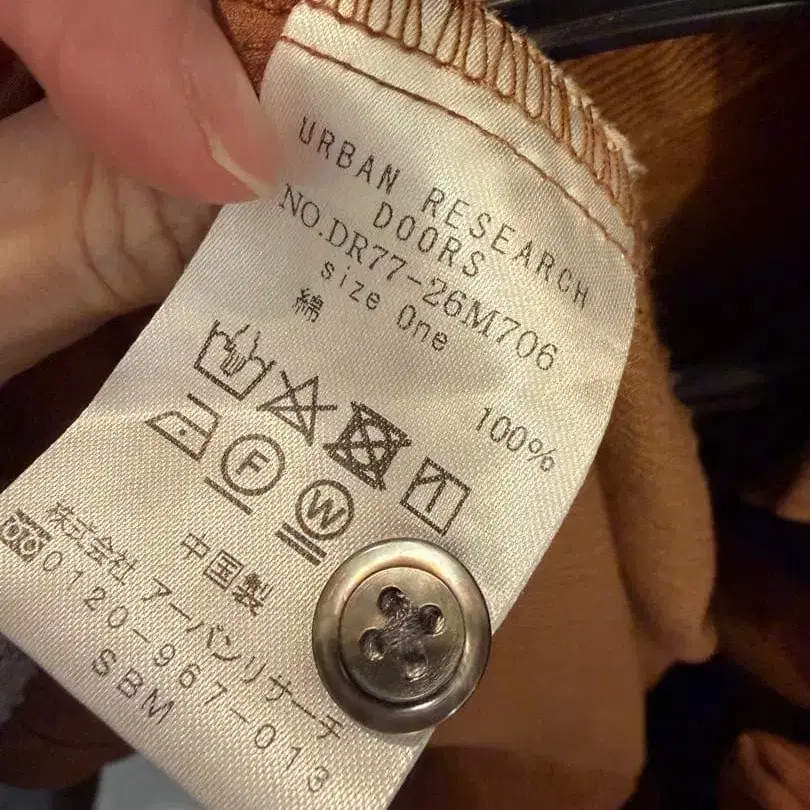 URBAN RESEARCH
DOORS
NO.DR77-26M706
size One
綿 100%
F W
中国製
株式会社 アーバンリサーチ
0120-967-013
SBM